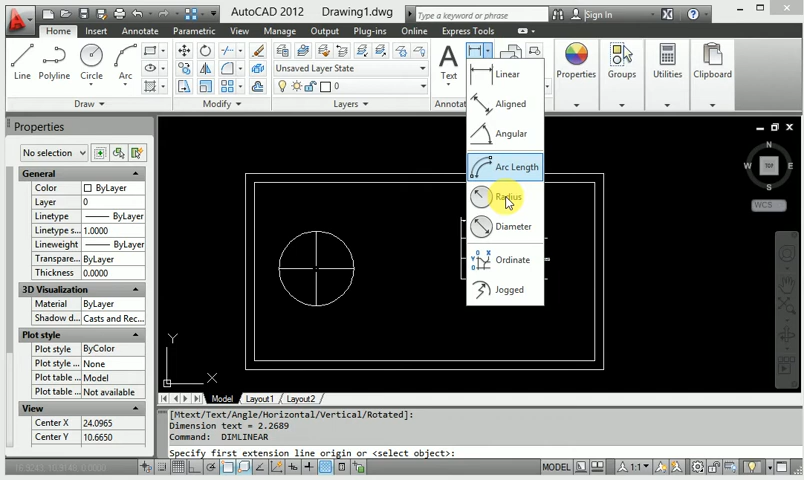 AutoCAD 2012 Drawing1.dwg
Type a keyword or phrase
Sign In
Home Insert Annotate Parametric View Manage Output Plug-ins Online Express Tools
Line
Polyline
Circle
Arc
Draw
Modify
Unsaved Layer State
0
Layers
A
Text
Properties
Groups
Utilities
Clipboard
Linear
Aligned
Angular
Arc Length
Radius
Diameter
Ordinate
Jogged
Properties
No selection
General
Color ByLayer
Layer 0
Linetype ByLayer
Linetype s... 1.0000
Lineweight ByLayer
Transpare... ByLayer
Thickness 0.0000
3D Visualization
Material ByLayer
Shadow d... Casts and Rec...
Plot style
Plot style ByColor
Plot style ... None
Plot table ... Model
Plot table ... Not available
View
Center X 24.0965
Center Y 10.6650
N
W TOP E
S
WCS
Y
X
Model Layout1 Layout2
[Mtext/Text/Angle/Horizontal/Vertical/Rotated]:
Dimension text = 2.2689
Command: DIMLINEAR
Specify first extension line origin or <select object>:
MODEL
1:1